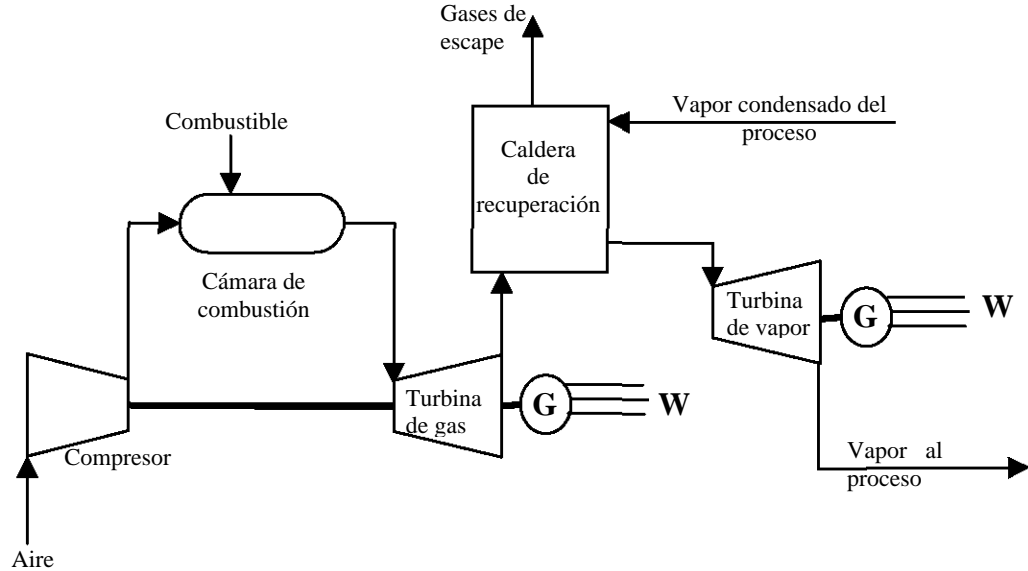 Gases de
escape
Combustible
Vapor condensado del
proceso
Caldera
de
recuperación
Cámara de
combustión
Turbina
de vapor
G
W
Turbina
de gas
G
W
Compresor
Vapor al
proceso
Aire